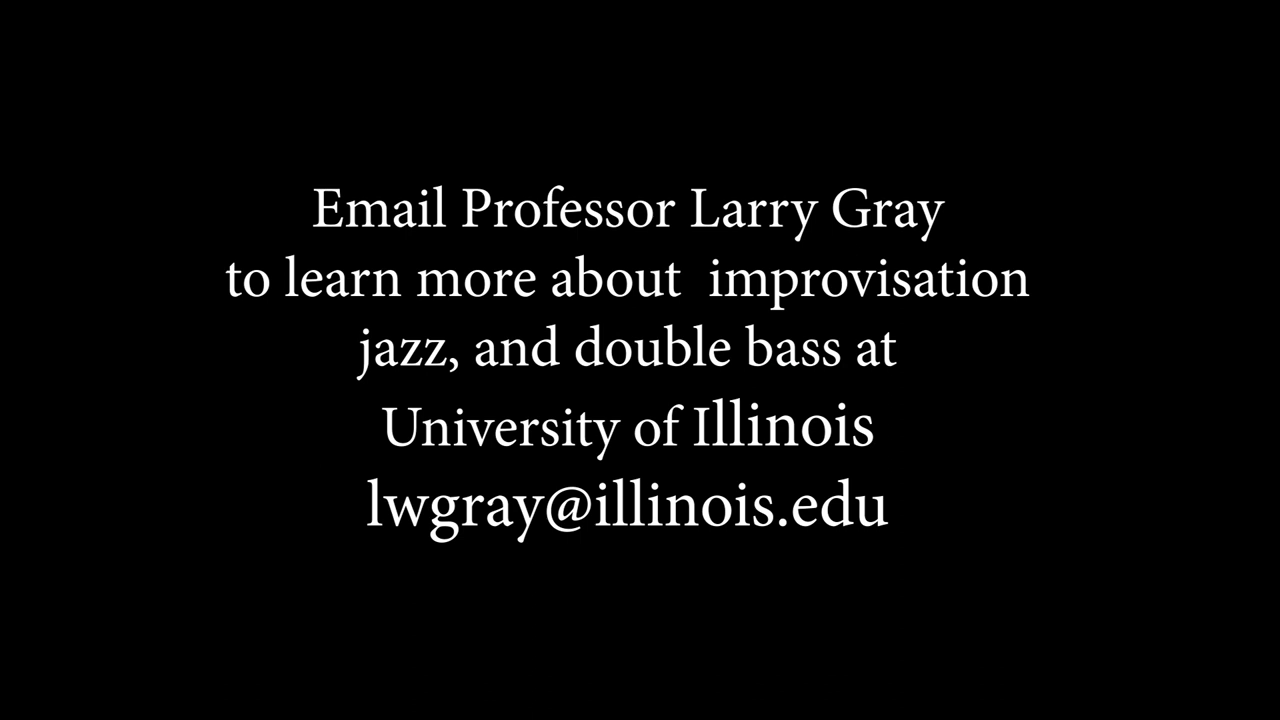 Email Professor Larry Gray
to learn more about  improvisation
jazz, and double bass at
University of Illinois
lwgray@illinois.edu